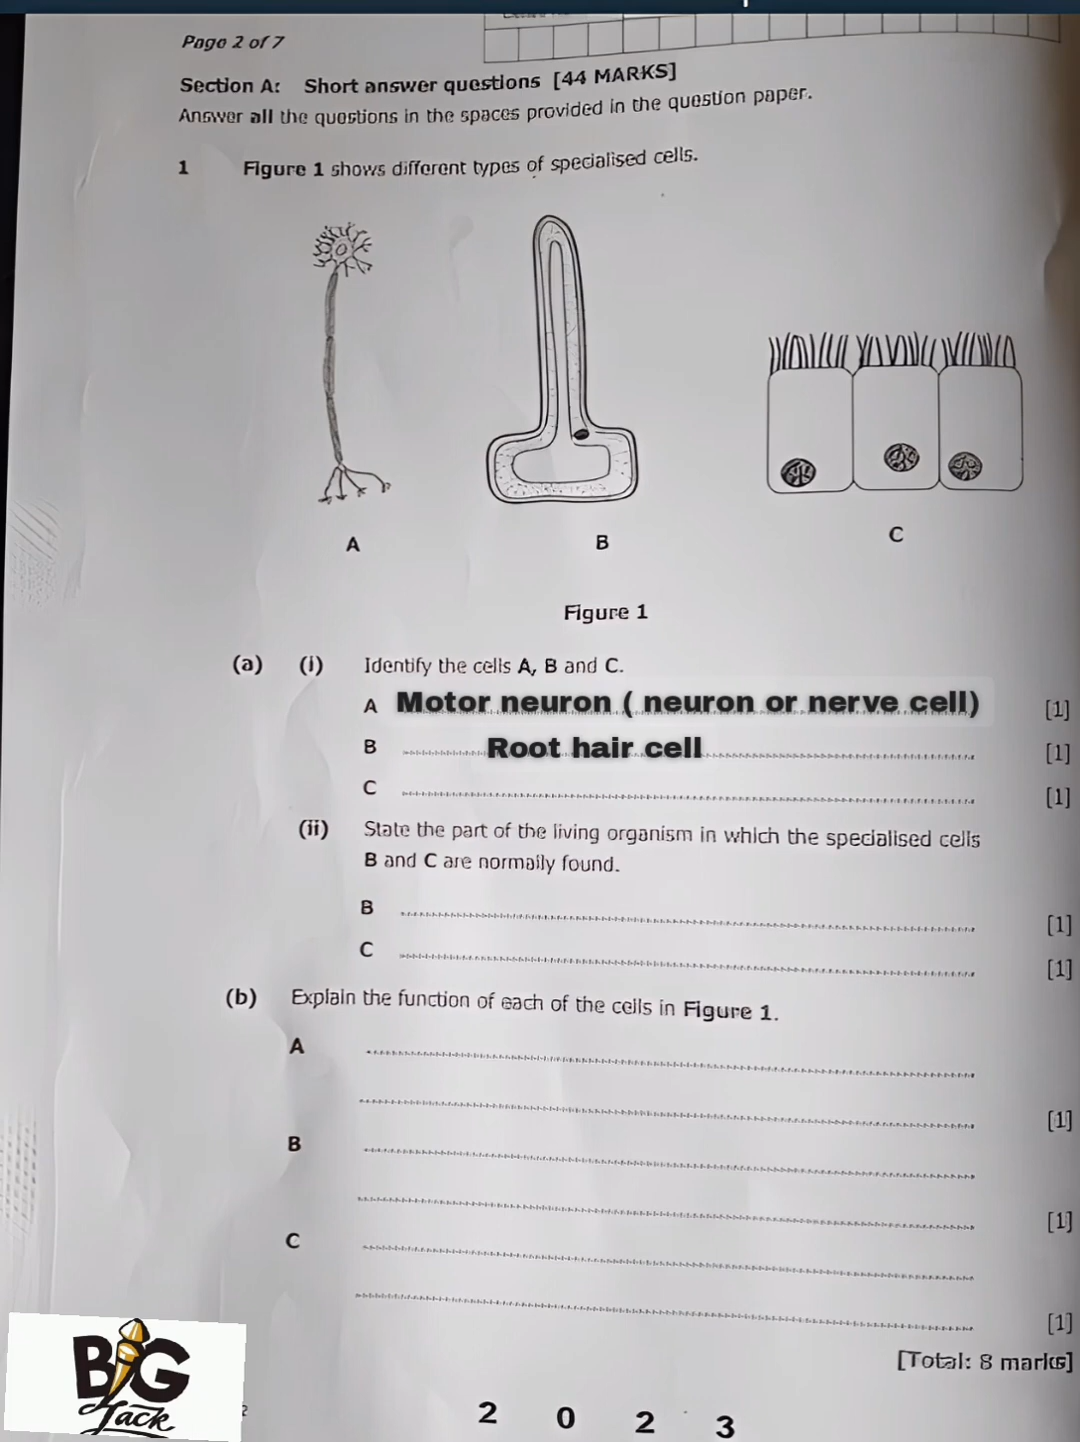 Page 2 of 7
Section A: Short answer questions [44 MARKS]
Answer all the questions in the spaces provided in the question paper.
1 Figure 1 shows different types of specialised cells.
A B C
Figure 1
(a) (i) Identify the cells A, B and C.
A Motor neuron ( neuron or nerve cell) [1]
B Root hair cell [1]
C [1]
(ii) State the part of the living organism in which the specialised cells
B and C are normally found.
B [1]
C [1]
(b) Explain the function of each of the cells in Figure 1.
A
[1]
B
[1]
C
[1]
[Total: 8 marks]
BIG
Jack
2 0 2 3